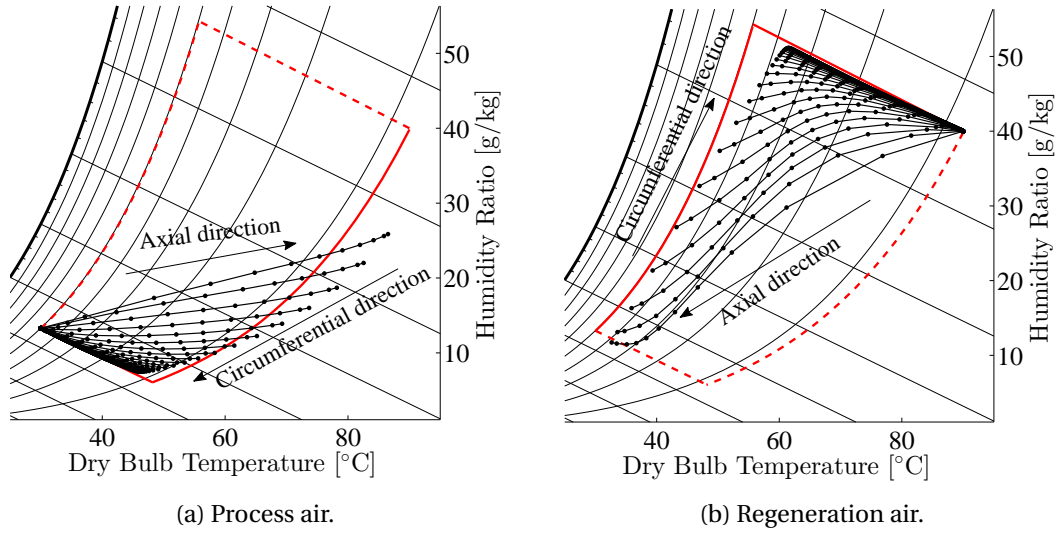 50
40
30
20
10
Humidity Ratio [g/kg]
Axial direction
Circumferential direction
40 60 80
Dry Bulb Temperature [°C]
(a) Process air.
50
40
30
20
10
Humidity Ratio [g/kg]
Circumferential direction
Axial direction
40 60 80
Dry Bulb Temperature [°C]
(b) Regeneration air.